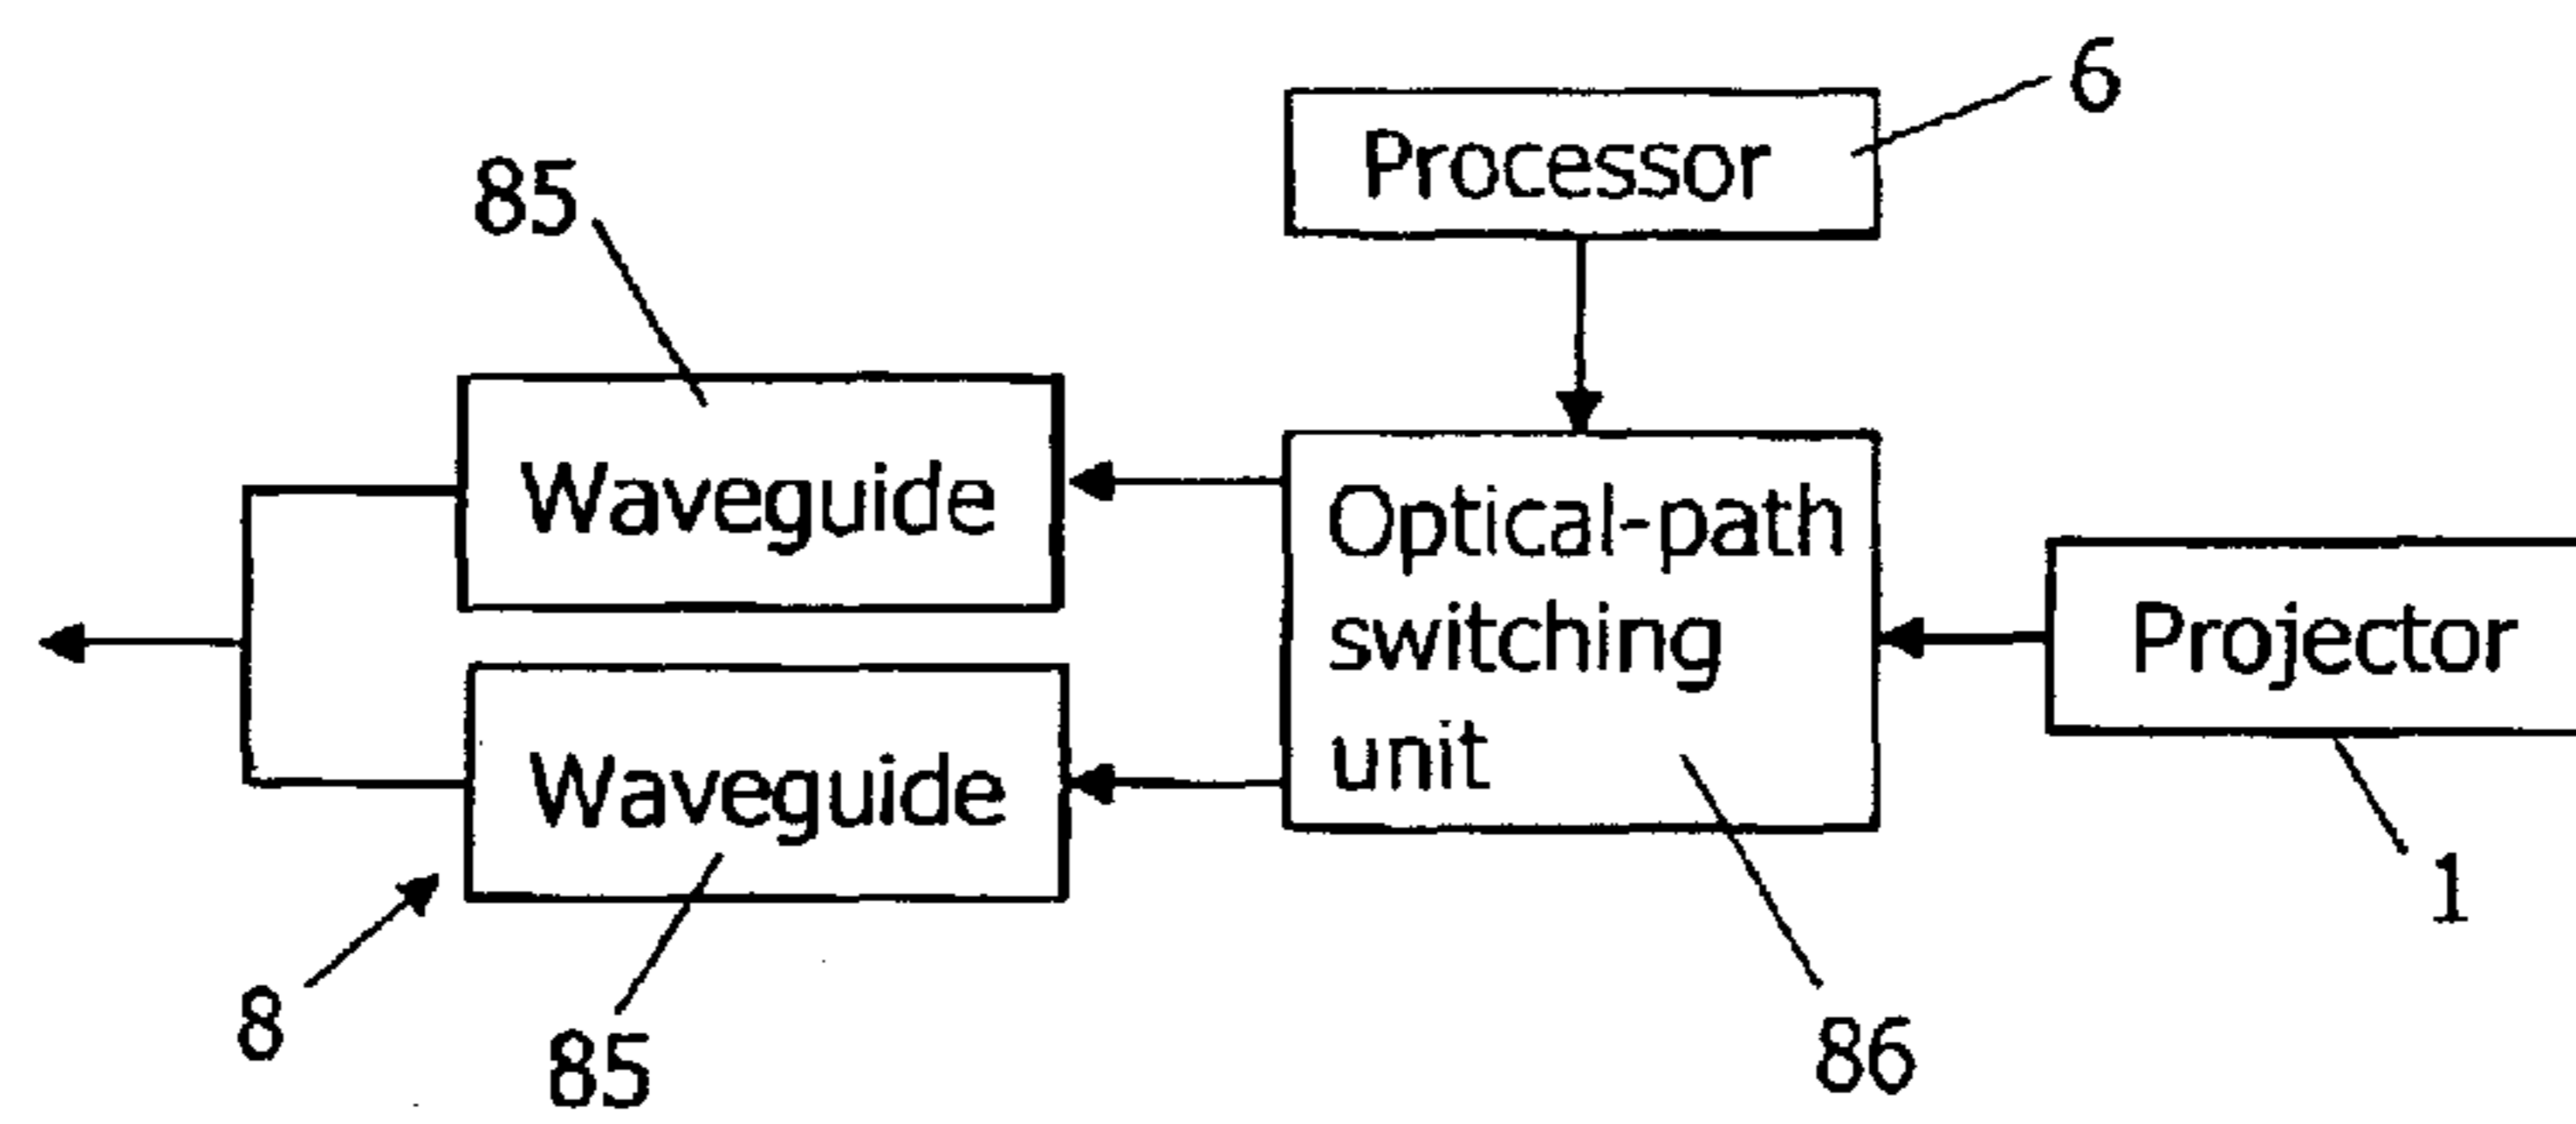 6
Processor
85
Waveguide
Optical-path
switching
unit
Projector
Waveguide
1
8
85
86